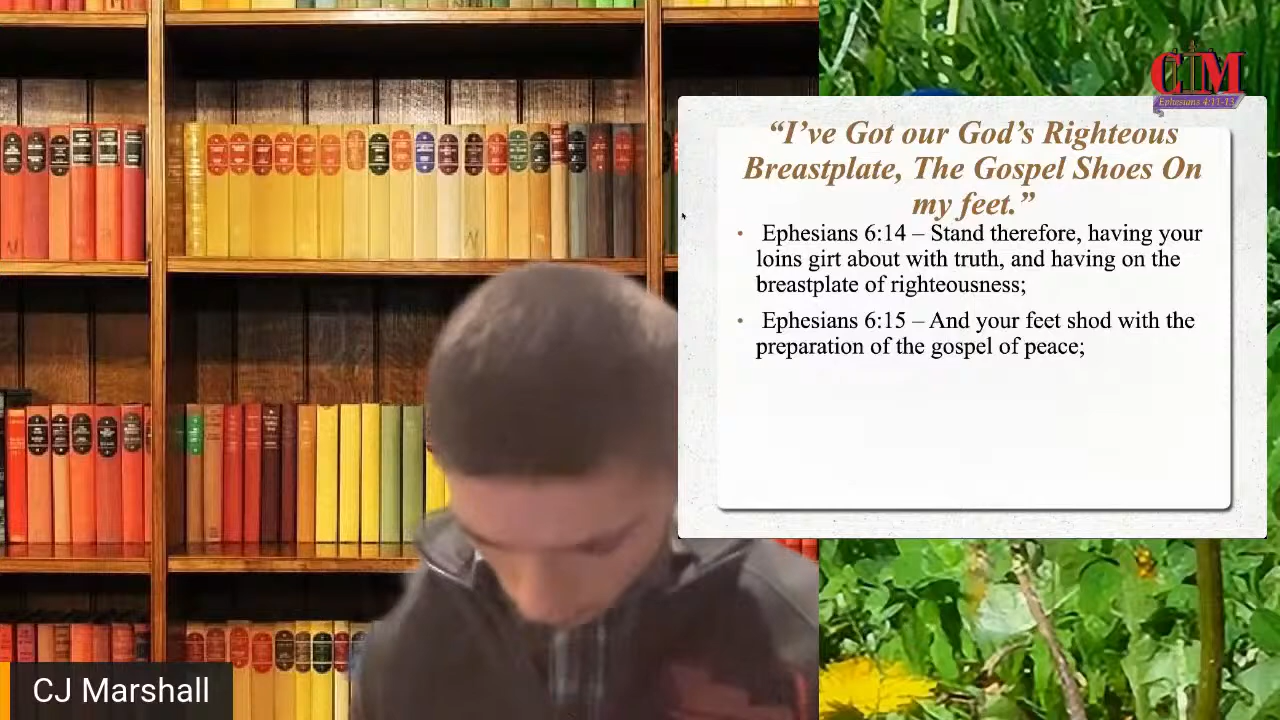 CIM
Ephesians 4:11-13
“I’ve Got our God’s Righteous
Breastplate, The Gospel Shoes On
my feet.”
• Ephesians 6:14 – Stand therefore, having your
loins girt about with truth, and having on the
breastplate of righteousness;
• Ephesians 6:15 – And your feet shod with the
preparation of the gospel of peace;
CJ Marshall